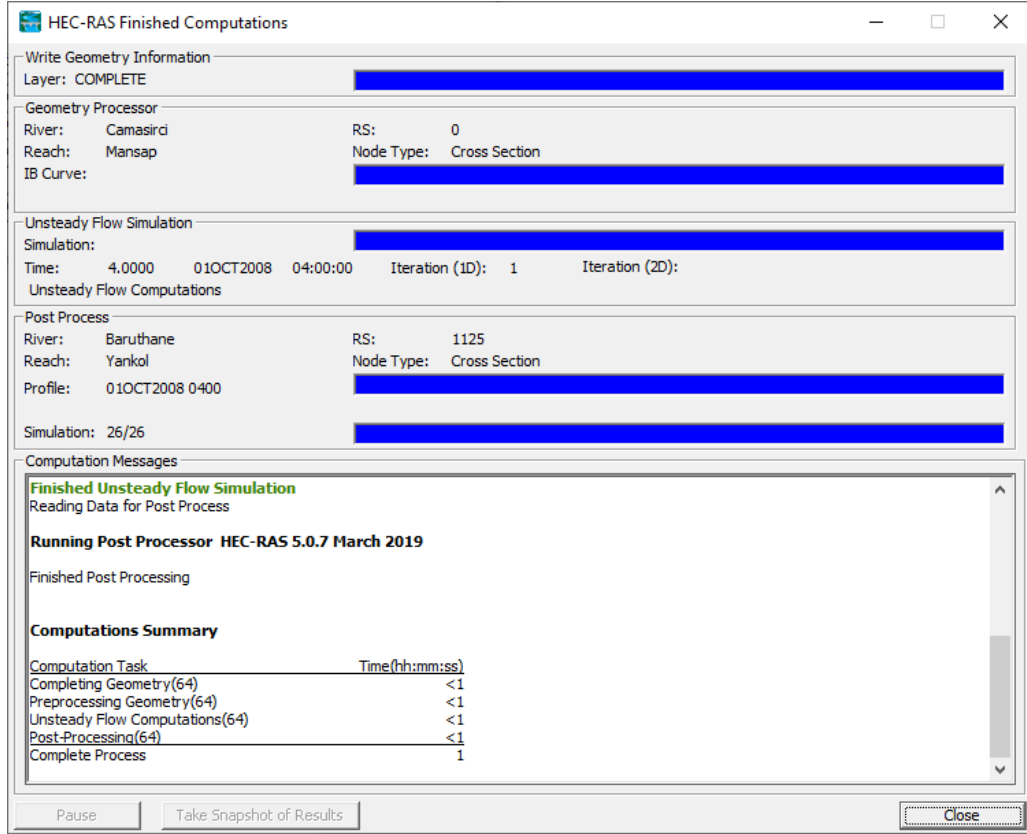 HEC-RAS Finished Computations
Write Geometry Information
Layer: COMPLETE
Geometry Processor
River: Camasirci RS: 0
Reach: Mansap Node Type: Cross Section
IB Curve:
Unsteady Flow Simulation
Simulation:
Time: 4.0000 01OCT2008 04:00:00 Iteration (1D): 1 Iteration (2D):
Unsteady Flow Computations
Post Process
River: Baruthane RS: 1125
Reach: Yankol Node Type: Cross Section
Profile: 01OCT2008 0400
Simulation: 26/26
Computation Messages
Finished Unsteady Flow Simulation
Reading Data for Post Process
Running Post Processor HEC-RAS 5.0.7 March 2019
Finished Post Processing
Computations Summary
Computation Task Time(hh:mm:ss)
Completing Geometry(64) <1
Preprocessing Geometry(64) <1
Unsteady Flow Computations(64) <1
Post-Processing(64) <1
Complete Process 1
Pause Take Snapshot of Results Close